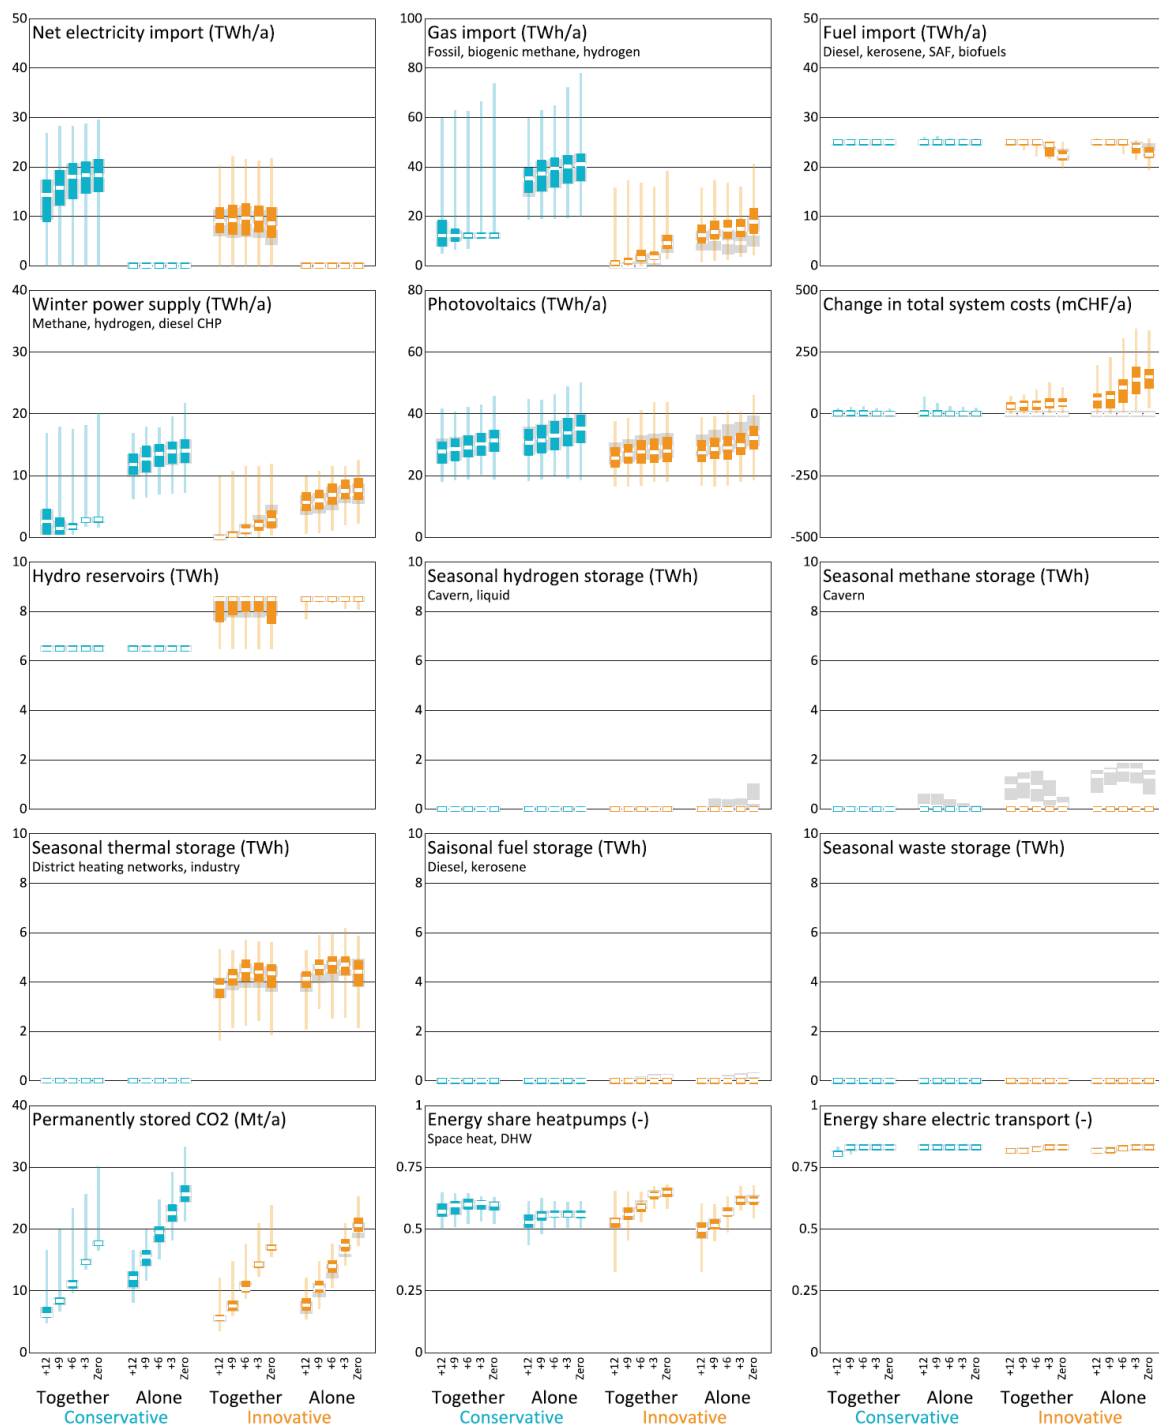 Net electricity import (TWh/a)
50
40
30
20
10
0
Gas import (TWh/a)
Fossil, biogenic methane, hydrogen
100
80
60
40
20
0
Fuel import (TWh/a)
Diesel, kerosene, SAF, biofuels
50
40
30
20
10
0
Winter power supply (TWh/a)
Methane, hydrogen, diesel CHP
40
30
20
10
0
Photovoltaics (TWh/a)
80
60
40
20
0
Change in total system costs (mCHF/a)
500
250
0
-250
-500
Hydro reservoirs (TWh)
10
8
6
4
2
0
Seasonal hydrogen storage (TWh)
Cavern, liquid
10
8
6
4
2
0
Seasonal methane storage (TWh)
Cavern
10
8
6
4
2
0
Seasonal thermal storage (TWh)
District heating networks, industry
10
8
6
4
2
0
Saisonal fuel storage (TWh)
Diesel, kerosene
10
8
6
4
2
0
Seasonal waste storage (TWh)
10
8
6
4
2
0
Permanently stored CO2 (Mt/a)
40
30
20
10
0
Energy share heatpumps (-)
Space heat, DHW
1
0.75
0.5
0.25
0
Energy share electric transport (-)
1
0.75
0.5
0.25
0
+12 +9 +6 +3 Zero +12 +9 +6 +3 Zero +12 +9 +6 +3 Zero +12 +9 +6 +3 Zero
Together Alone Together Alone
Conservative Innovative
+12 +9 +6 +3 Zero +12 +9 +6 +3 Zero +12 +9 +6 +3 Zero +12 +9 +6 +3 Zero
Together Alone Together Alone
Conservative Innovative
+12 +9 +6 +3 Zero +12 +9 +6 +3 Zero +12 +9 +6 +3 Zero +12 +9 +6 +3 Zero
Together Alone Together Alone
Conservative Innovative